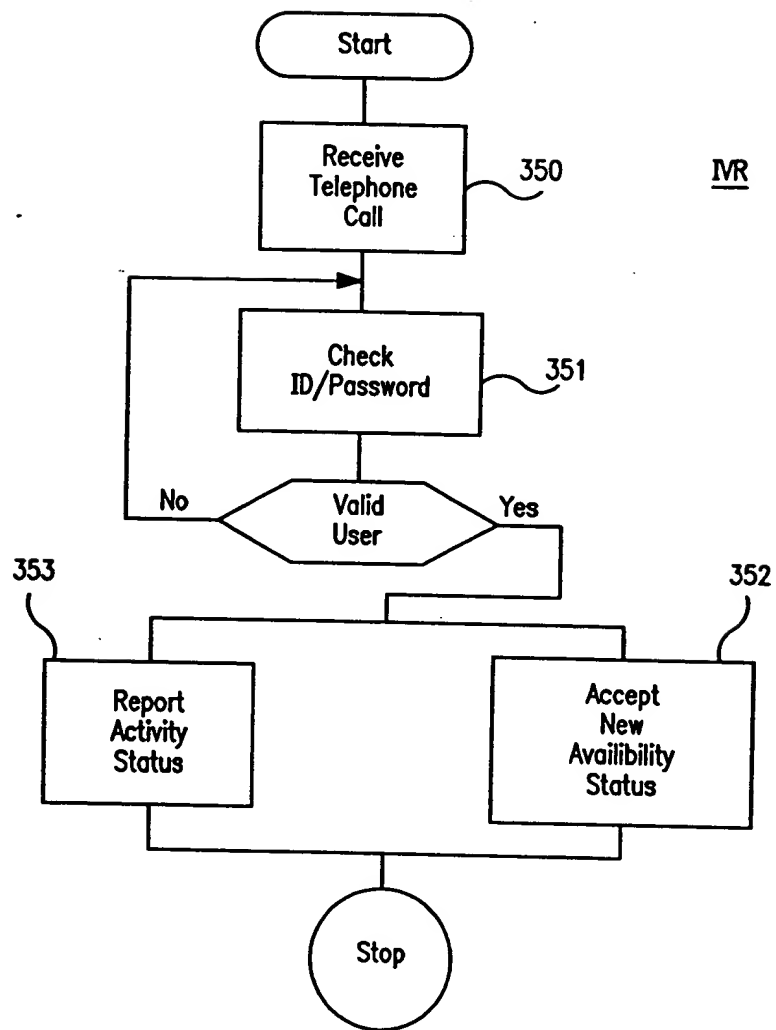 Start
Receive
Telephone
Call
350
IVR
Check
ID/Password
351
No
Valid
User
Yes
353
352
Report
Activity
Status
Accept
New
Availibility
Status
Stop